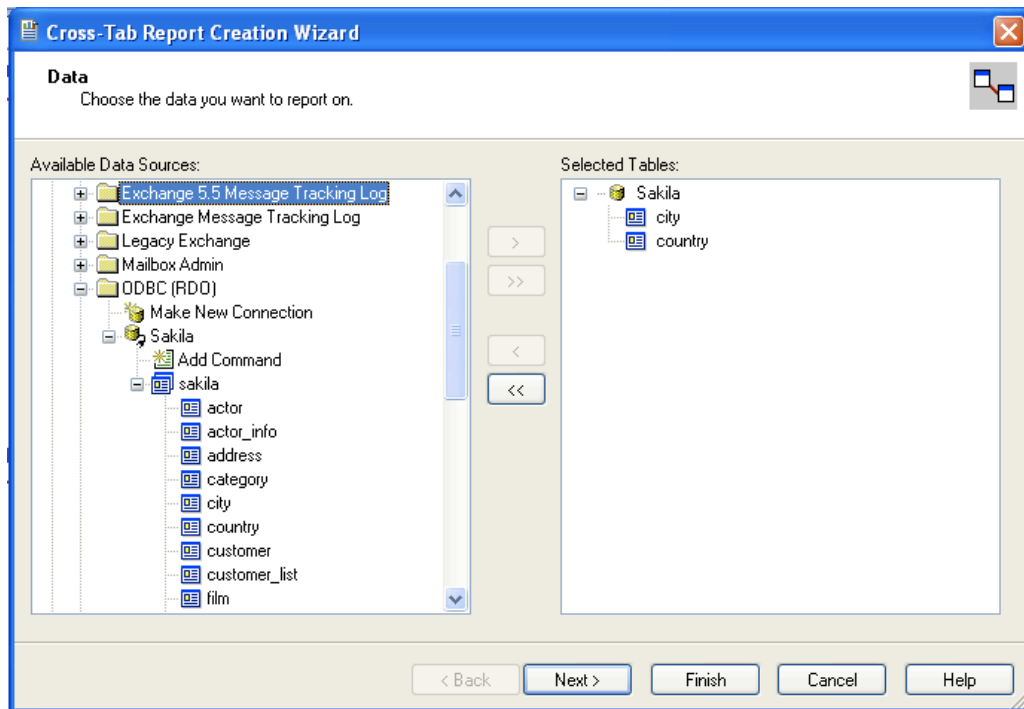 Cross-Tab Report Creation Wizard
Data
Choose the data you want to report on.
Available Data Sources:
Exchange 5.5 Message Tracking Log
Exchange Message Tracking Log
Legacy Exchange
Mailbox Admin
ODBC (RDO)
Make New Connection
Sakila
Add Command
sakila
actor
actor_info
address
category
city
country
customer
customer_list
film
>
>>
<
<<
Selected Tables:
Sakila
city
country
< Back
Next >
Finish
Cancel
Help